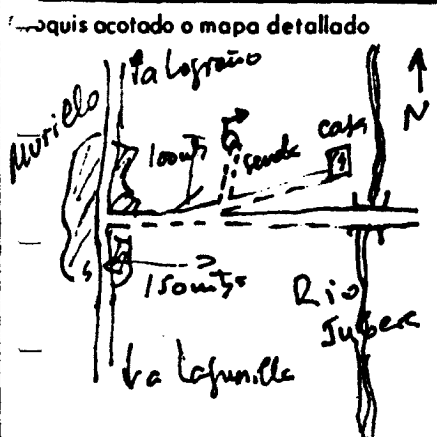 croquis acotado o mapa detallado
a Logroño
Murillo
100 mts
senda
casa
N
150 mts
Rio
Jubera
a Lagunilla